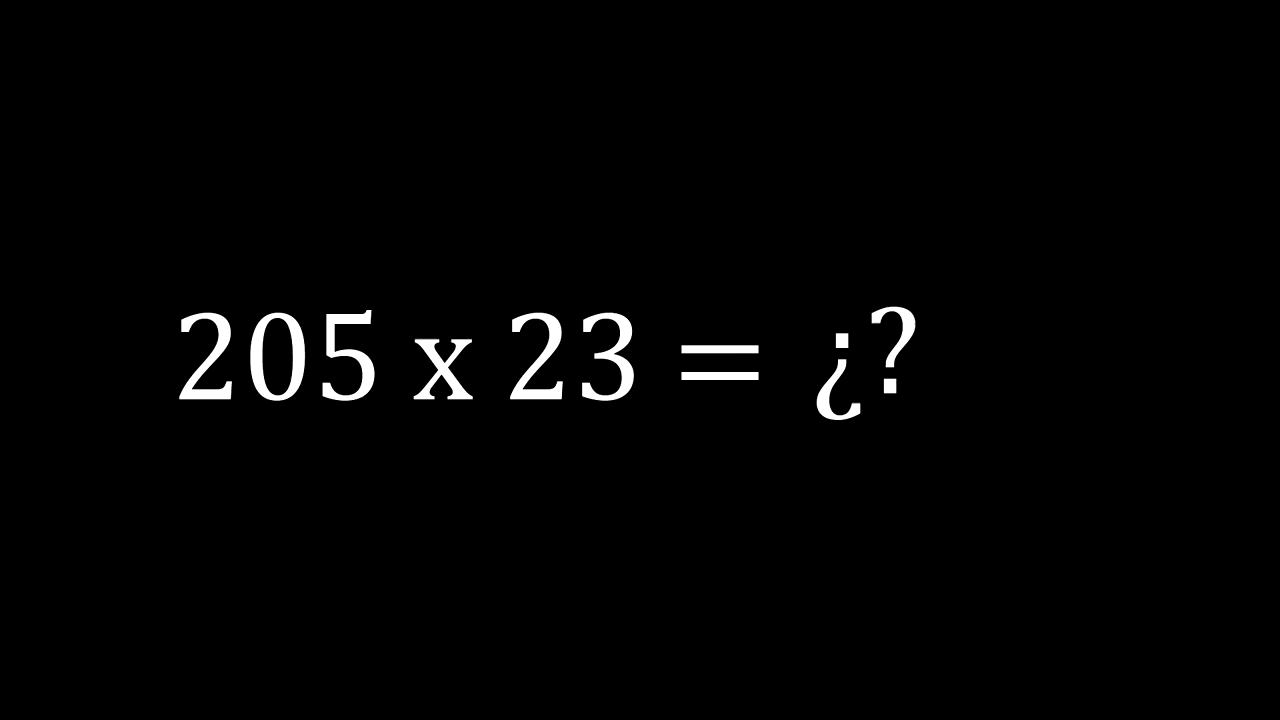 205 x 23 = ¿?